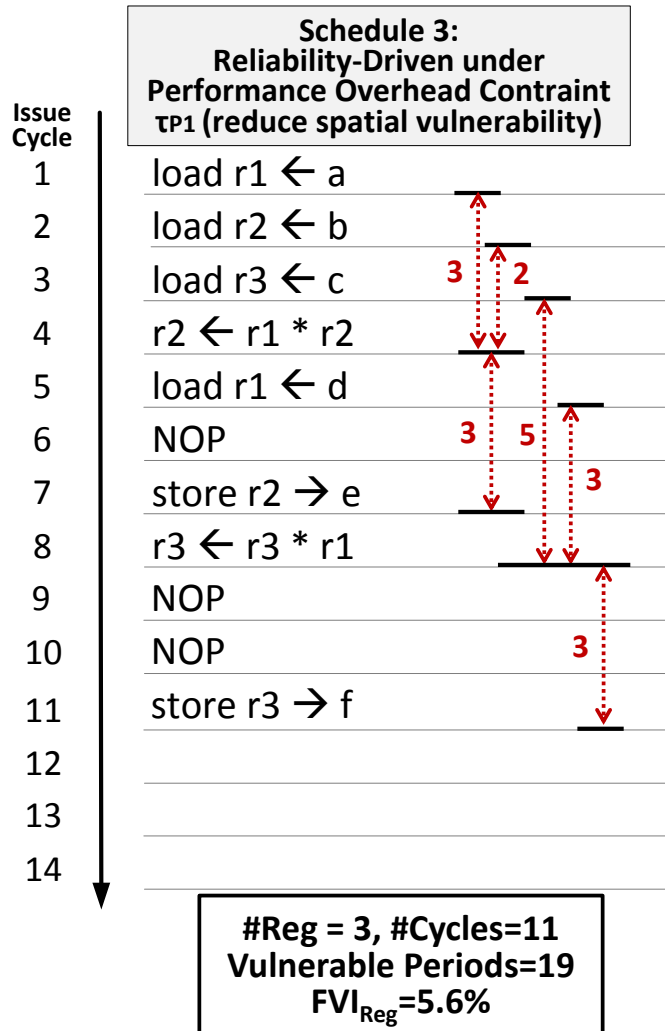 Schedule 3:
Reliability-Driven under
Performance Overhead Contraint
τP1 (reduce spatial vulnerability)
Issue
Cycle
1 load r1 ← a
2 load r2 ← b
3 2
3 load r3 ← c
4 r2 ← r1 * r2
5 load r1 ← d
6 NOP
3 5
3
7 store r2 → e
8 r3 ← r3 * r1
9 NOP
10 NOP
3
11 store r3 → f
12
13
14
#Reg = 3, #Cycles=11
Vulnerable Periods=19
FVIReg=5.6%